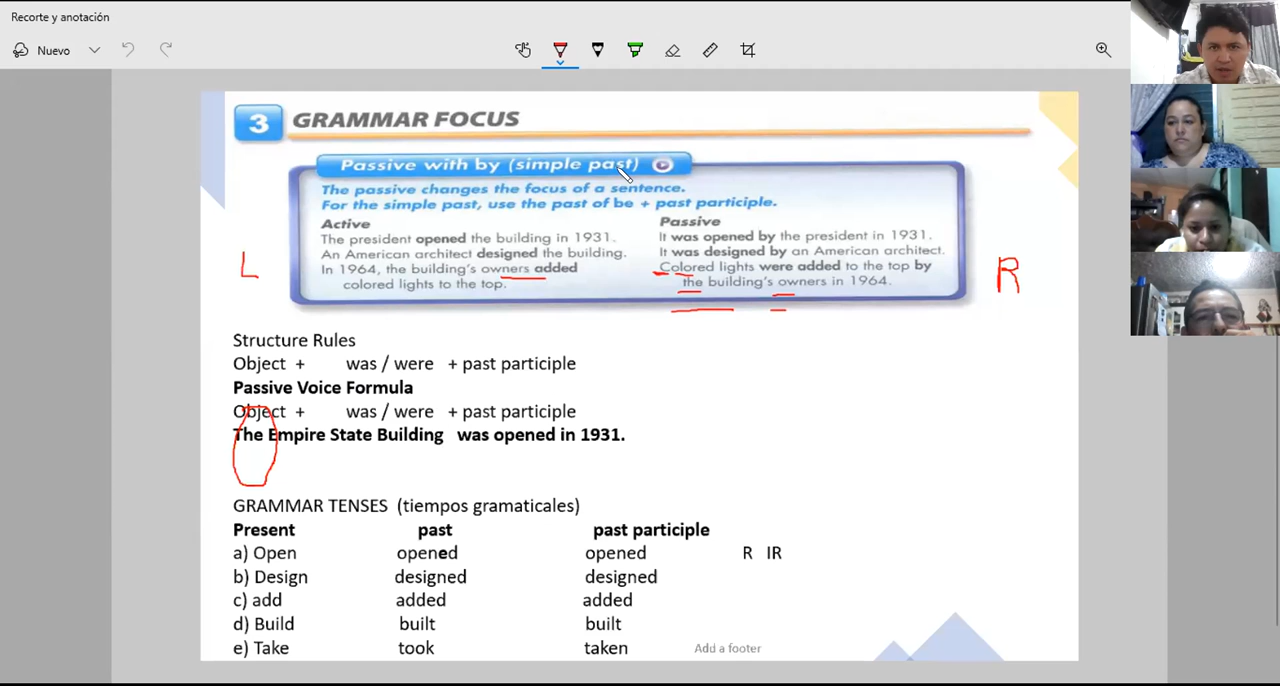 Recorte y anotación
Nuevo
3 GRAMMAR FOCUS
Passive with by (simple past)
The passive changes the focus of a sentence.
For the simple past, use the past of be + past participle.
Active Passive
The president opened the building in 1931. It was opened by the president in 1931.
An American architect designed the building. It was designed by an American architect.
In 1964, the building's owners added Colored lights were added to the top by
colored lights to the top. the building's owners in 1964.
L R
Structure Rules
Object + was / were + past participle
Passive Voice Formula
Object + was / were + past participle
The Empire State Building was opened in 1931.
GRAMMAR TENSES (tiempos gramaticales)
Present past past participle
a) Open opened opened R IR
b) Design designed designed
c) add added added
d) Build built built
e) Take took taken Add a footer